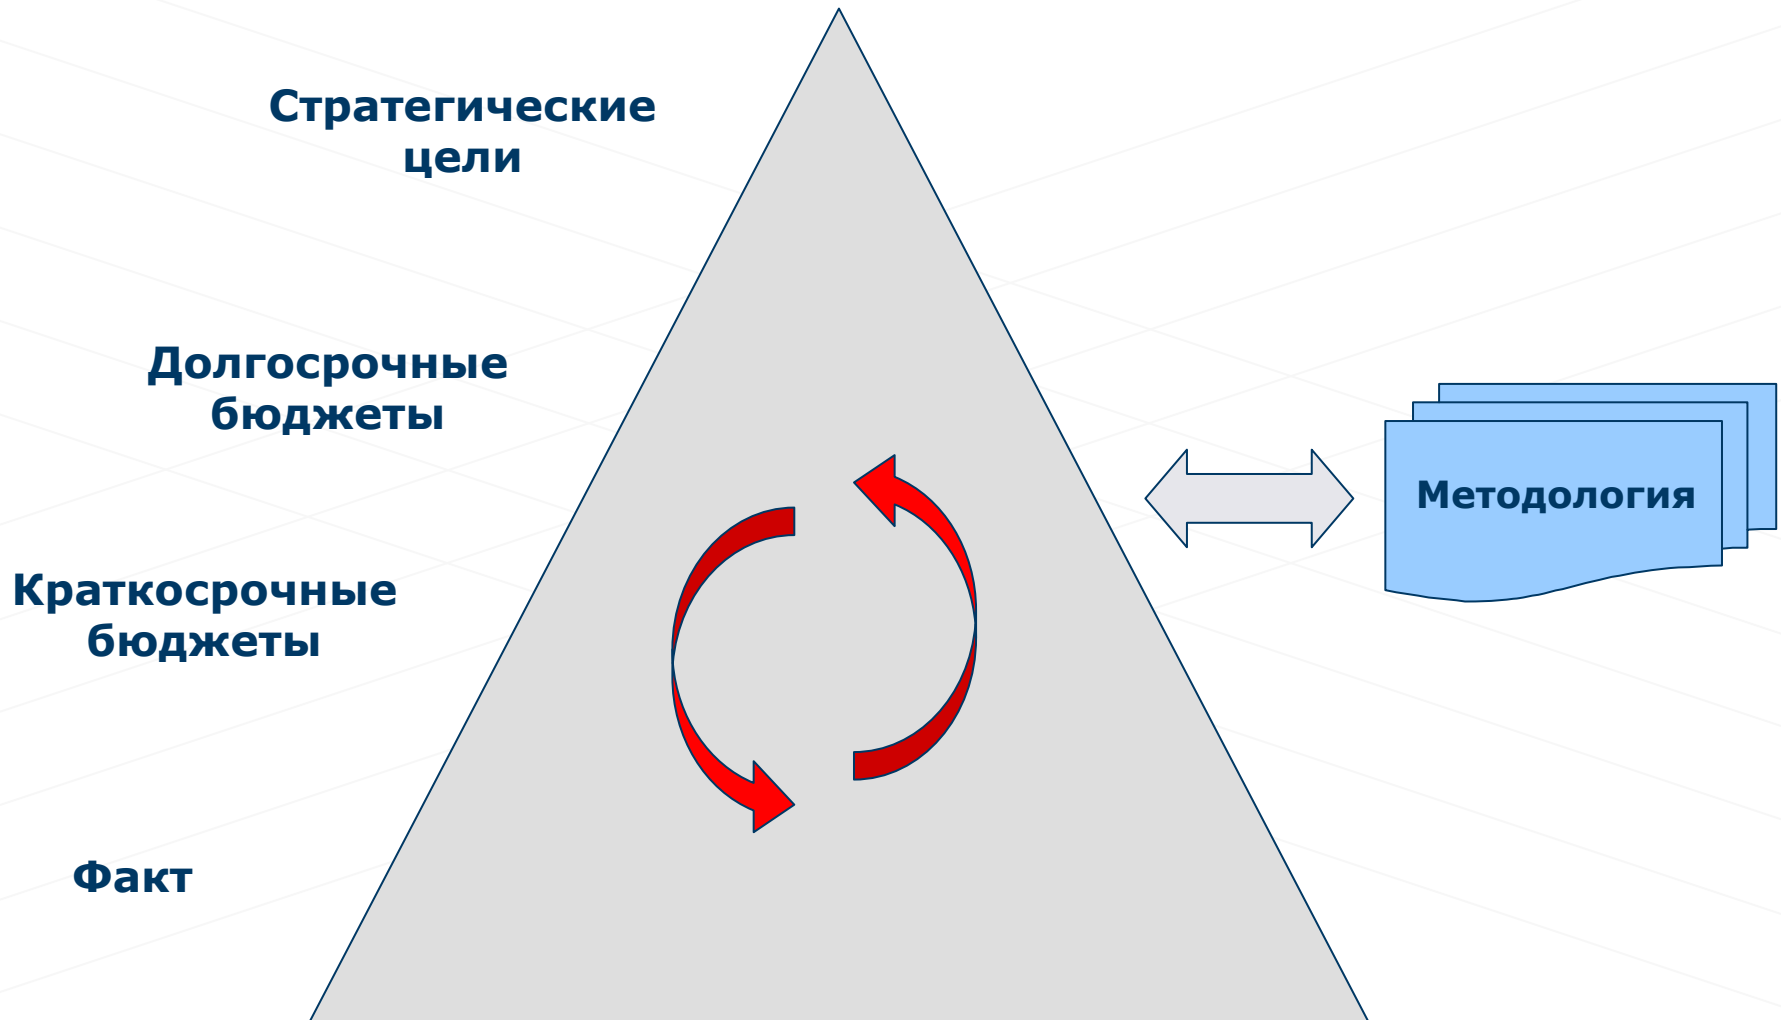 Стратегические
цели
Долгосрочные
бюджеты
Методология
Краткосрочные
бюджеты
Факт